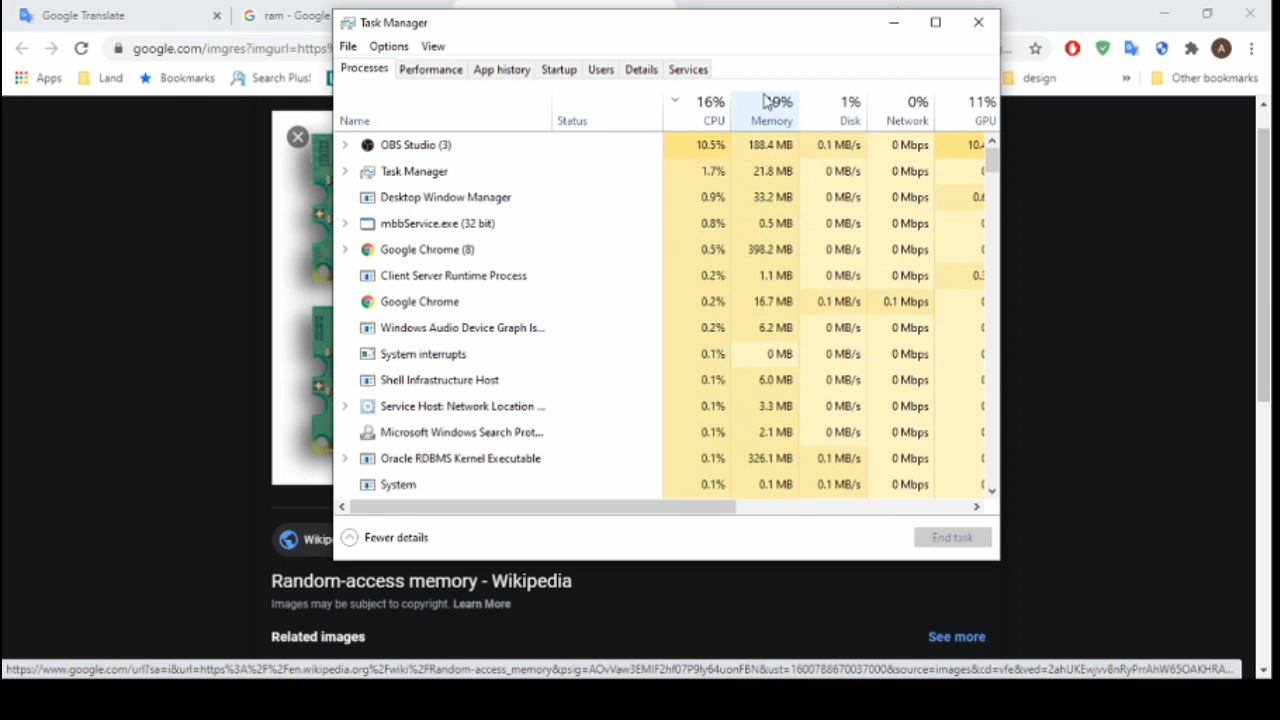 Google Translate
ram - Google
google.com/imgres?imgurl=https%
Apps
Land
Bookmarks
Search Plus!
design
»
Other bookmarks
A
Task Manager
File Options View
Processes Performance App history Startup Users Details Services
16% 1% 0% 11%
Name Status CPU Memory Disk Network GPU
OBS Studio (3) 10.5% 188.4 MB 0.1 MB/s 0 Mbps 10.
Task Manager 1.7% 21.8 MB 0 MB/s 0 Mbps
Desktop Window Manager 0.9% 33.2 MB 0 MB/s 0 Mbps 0.
mbbService.exe (32 bit) 0.8% 0.5 MB 0 MB/s 0 Mbps
Google Chrome (8) 0.5% 398.2 MB 0 MB/s 0 Mbps
Client Server Runtime Process 0.2% 1.1 MB 0 MB/s 0 Mbps 0.
Google Chrome 0.2% 16.7 MB 0.1 MB/s 0.1 Mbps
Windows Audio Device Graph Is... 0.2% 6.2 MB 0 MB/s 0 Mbps
System interrupts 0.1% 0 MB 0 MB/s 0 Mbps
Shell Infrastructure Host 0.1% 6.0 MB 0 MB/s 0 Mbps
Service Host: Network Location ... 0.1% 3.3 MB 0 MB/s 0 Mbps
Microsoft Windows Search Prot... 0.1% 2.1 MB 0 MB/s 0 Mbps
Oracle RDBMS Kernel Executable 0.1% 326.1 MB 0.1 MB/s 0 Mbps
System 0.1% 0.1 MB 0.1 MB/s 0 Mbps
Fewer details
End task
Wikip
Random-access memory - Wikipedia
Images may be subject to copyright. Learn More
Related images
See more